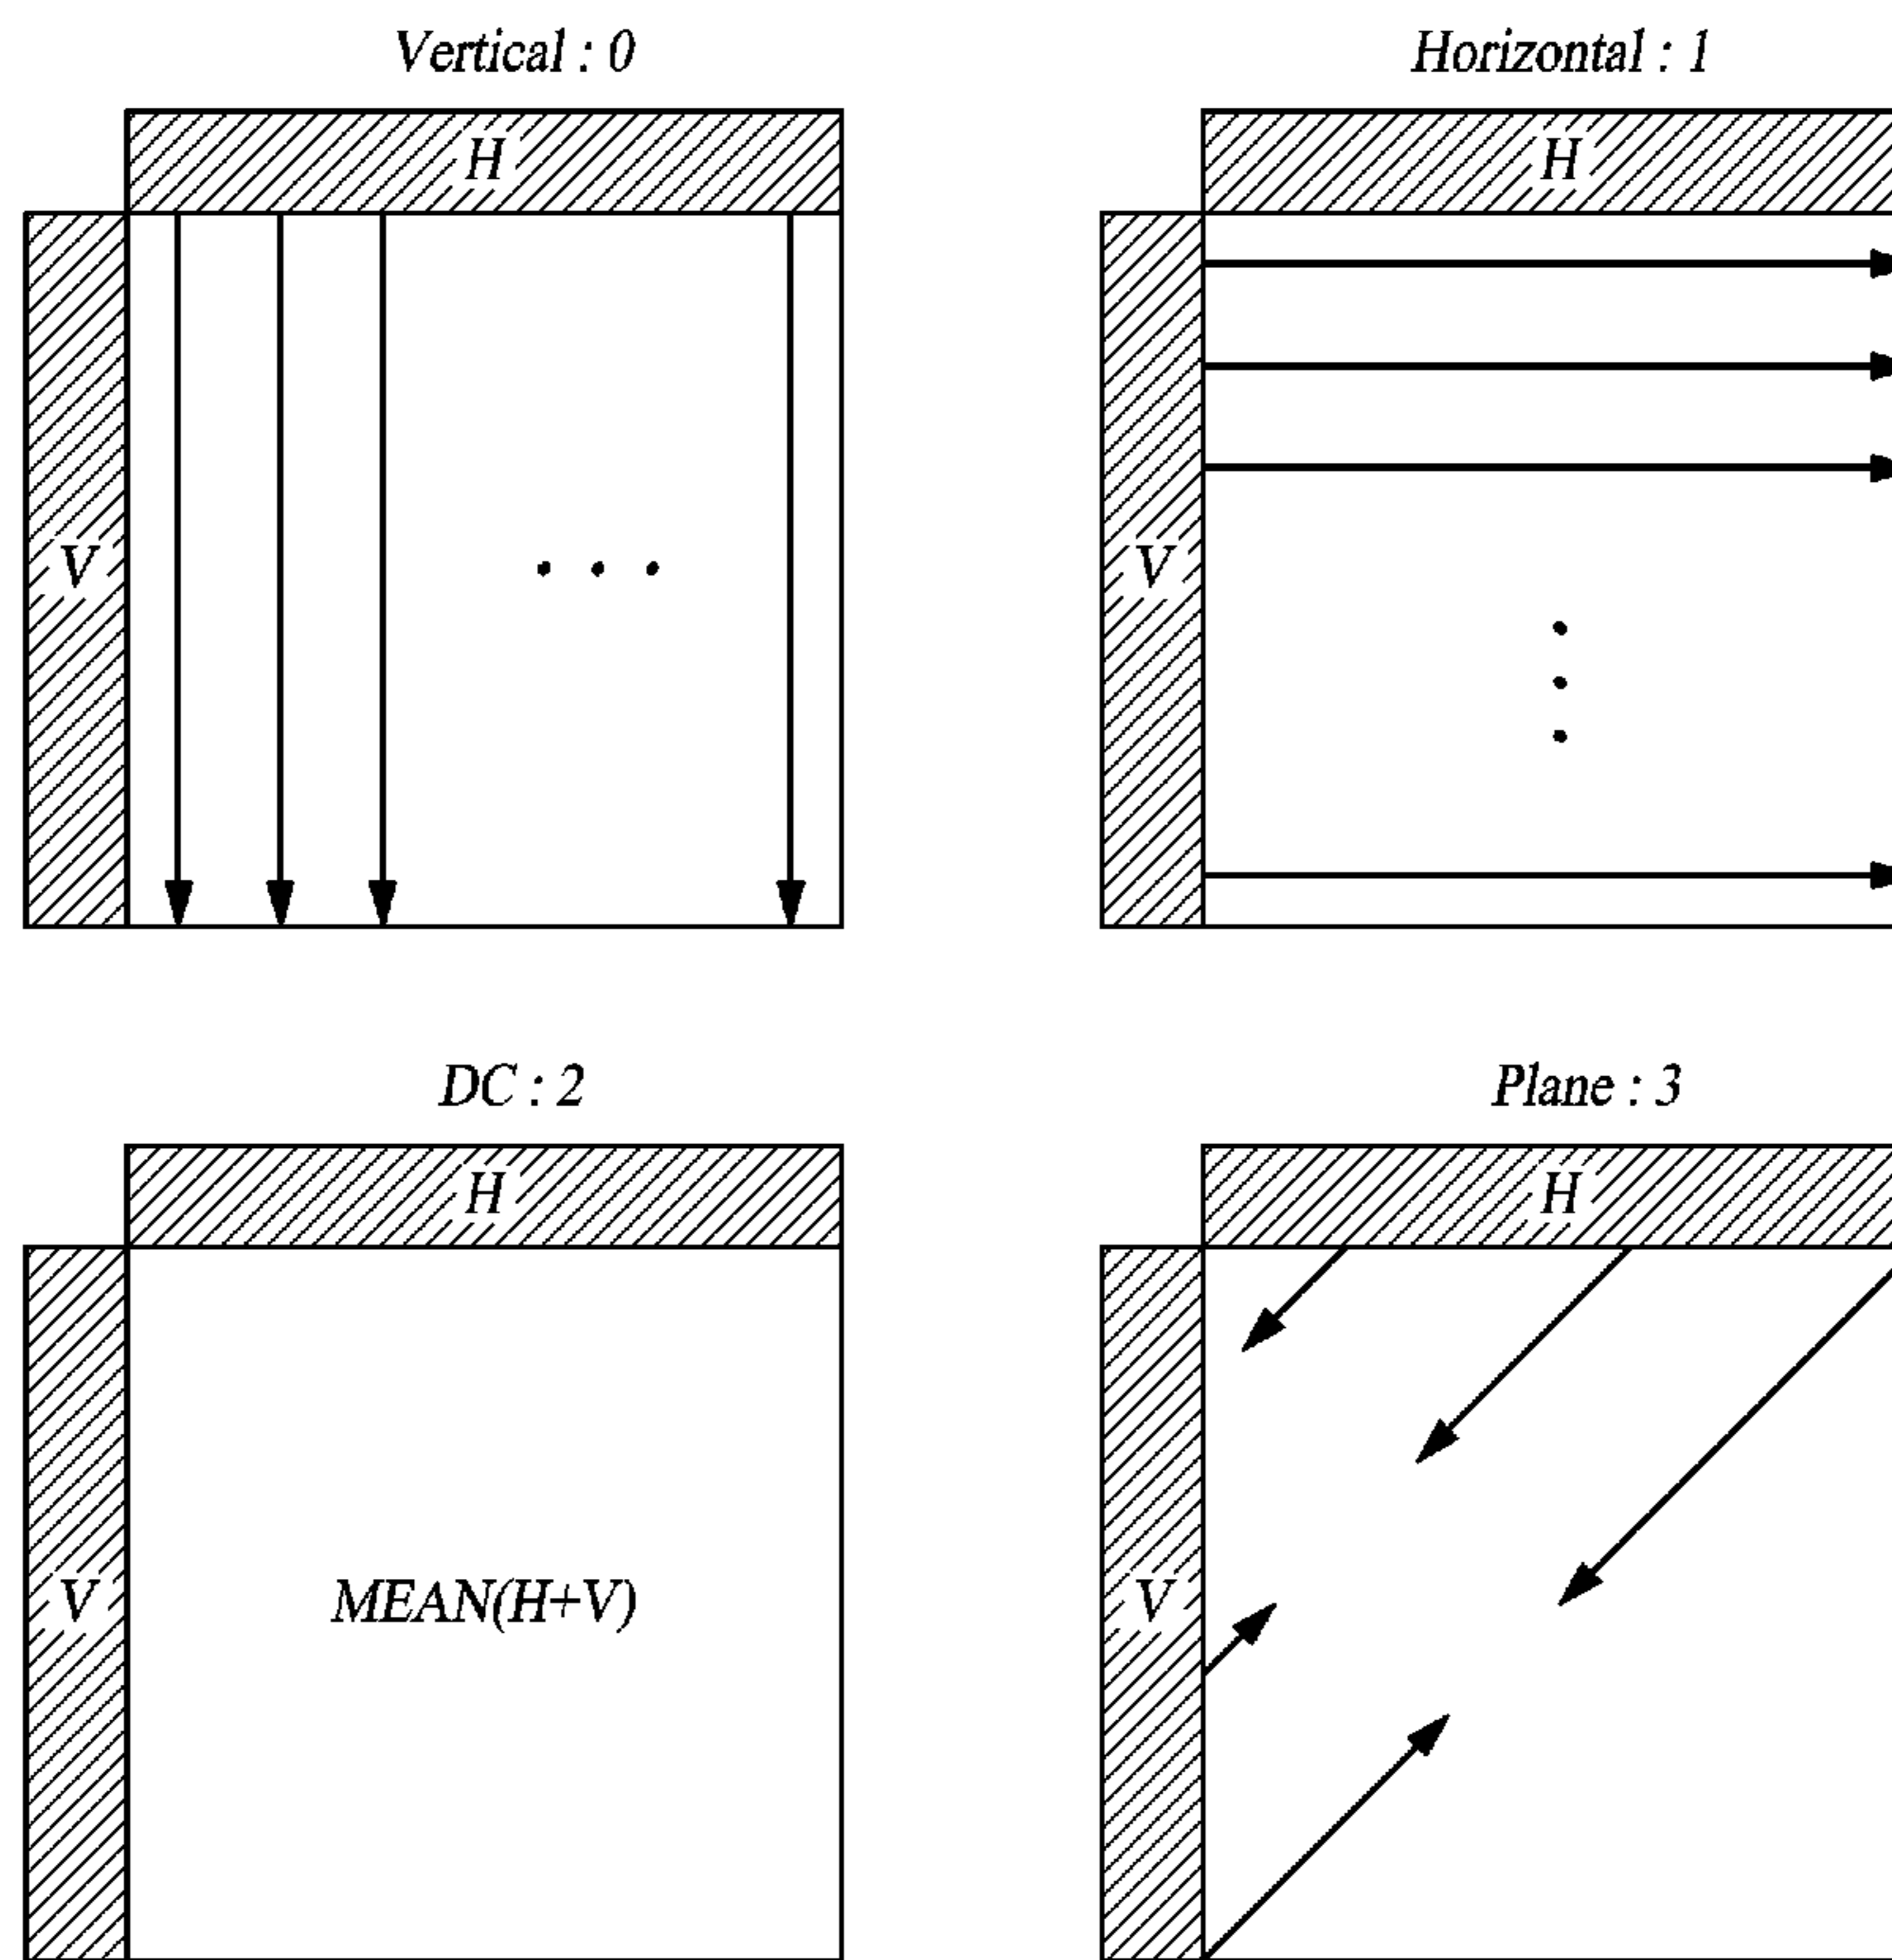 Vertical : 0
Horizontal : 1
H
H
V
V
. . .
DC : 2
Plane : 3
H
H
V
MEAN(H+V)
V